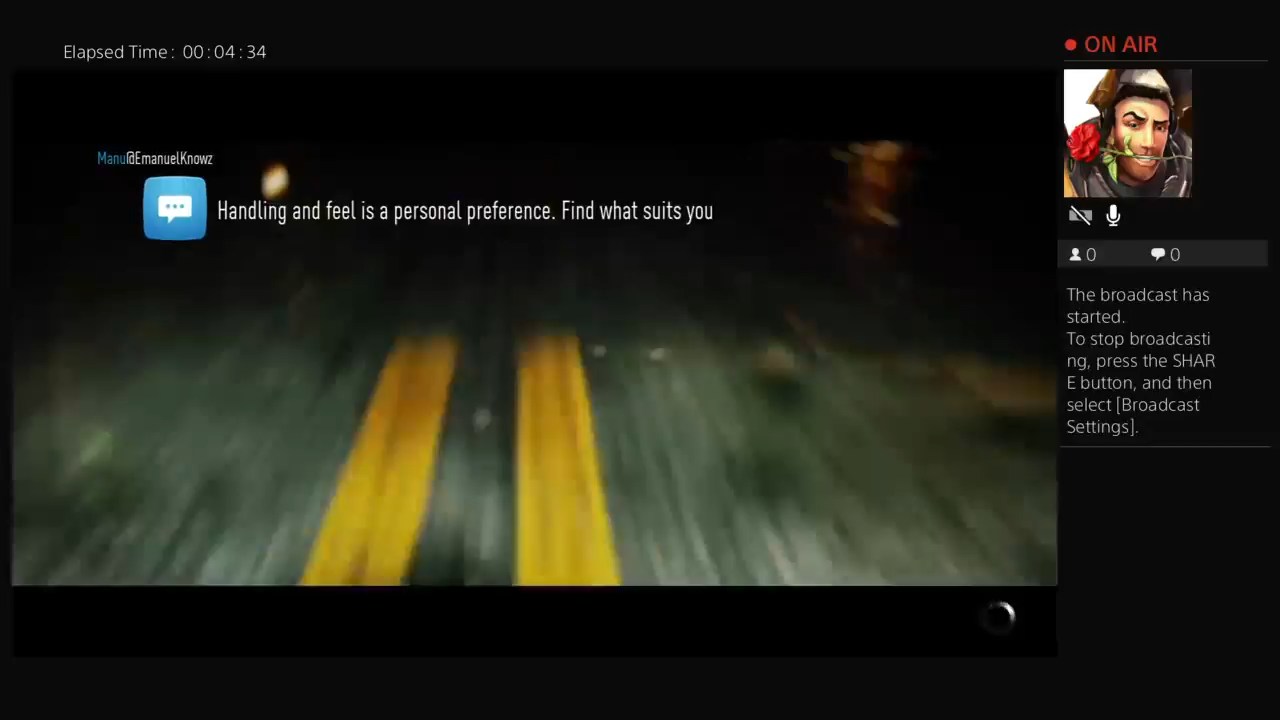 Elapsed Time: 00:04:34
ON AIR
Manu@EmanuelKnowz
Handling and feel is a personal preference. Find what suits you
0 0
The broadcast has
started.
To stop broadcasti
ng, press the SHAR
E button, and then
select [Broadcast
Settings].